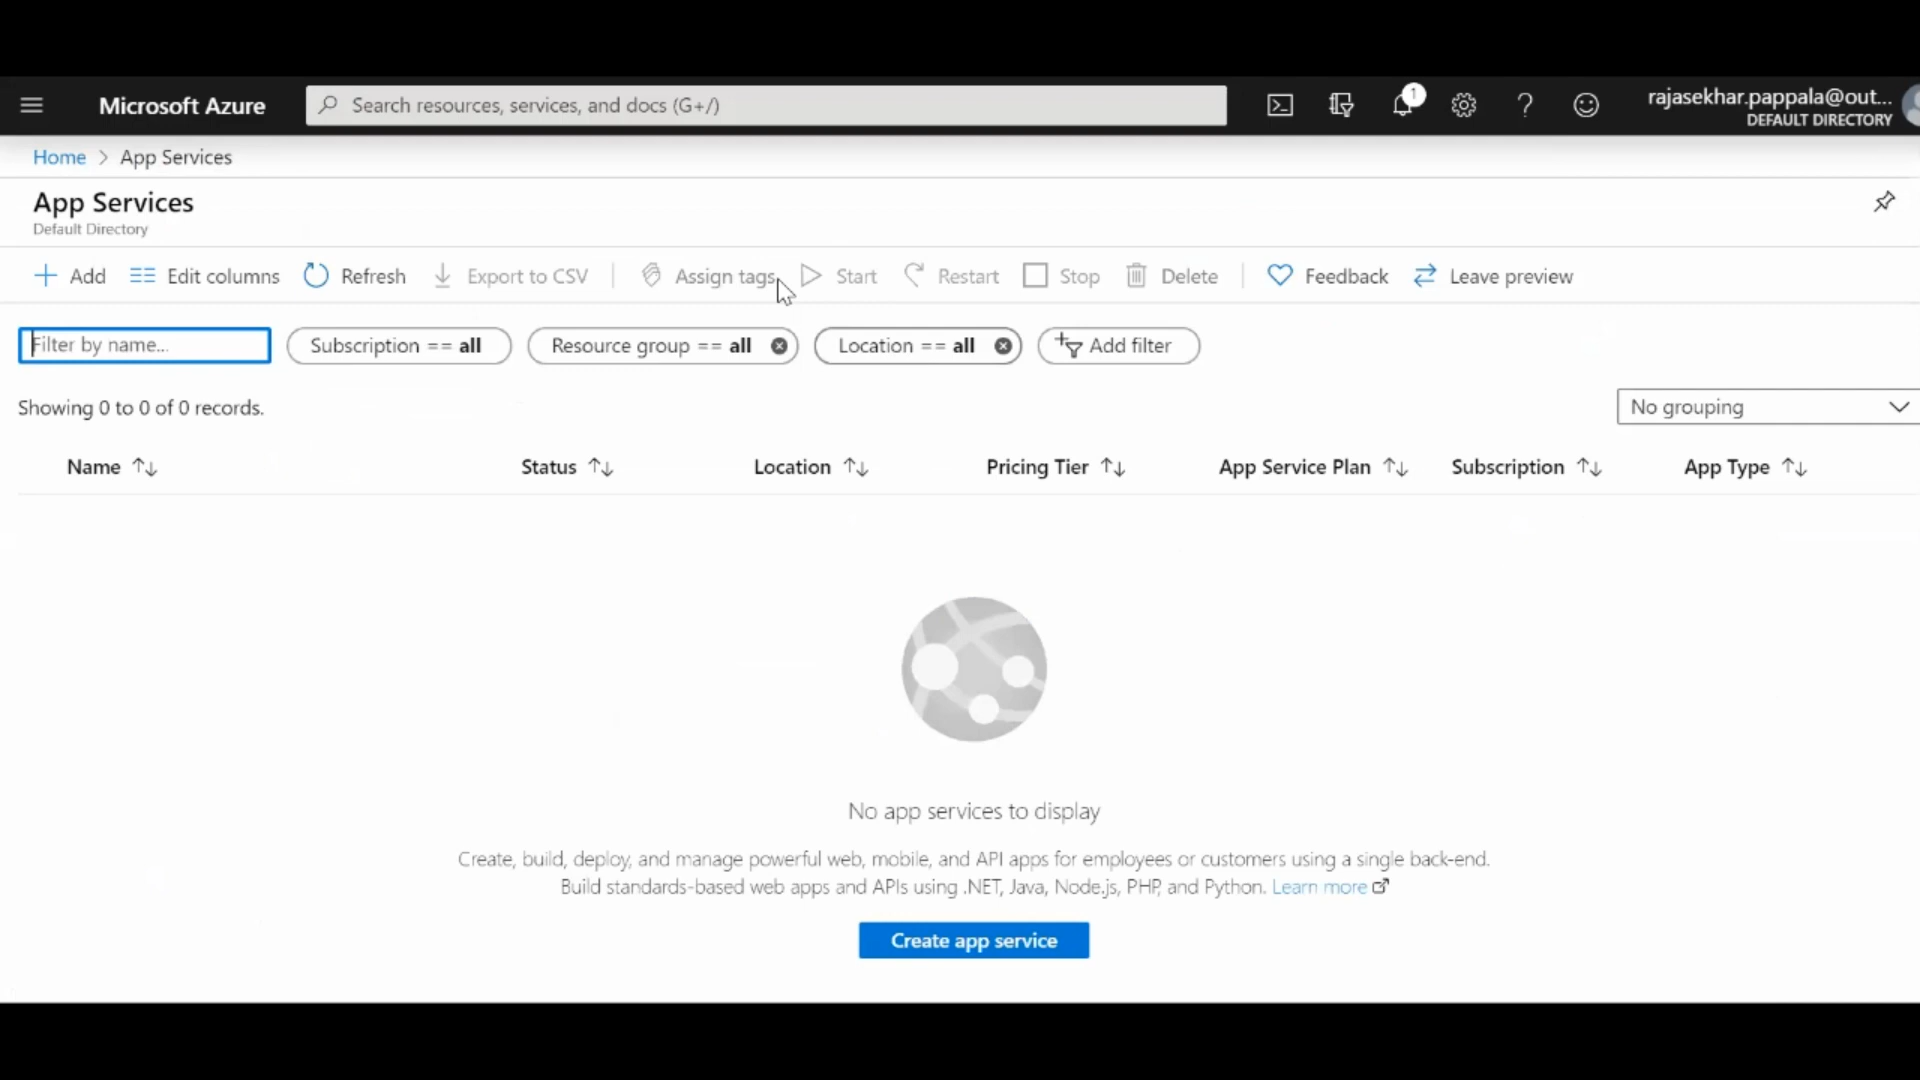 Microsoft Azure
Search resources, services, and docs (G+/)
1
rajasekhar.pappala@out...
DEFAULT DIRECTORY
Home > App Services
App Services
Default Directory
Add Edit columns Refresh Export to CSV Assign tags Start Restart Stop Delete Feedback Leave preview
Filter by name... Subscription == all Resource group == all Location == all Add filter
Showing 0 to 0 of 0 records.
No grouping
Name Status Location Pricing Tier App Service Plan Subscription App Type
No app services to display
Create, build, deploy, and manage powerful web, mobile, and API apps for employees or customers using a single back-end.
Build standards-based web apps and APIs using .NET, Java, Node.js, PHP, and Python. Learn more
Create app service